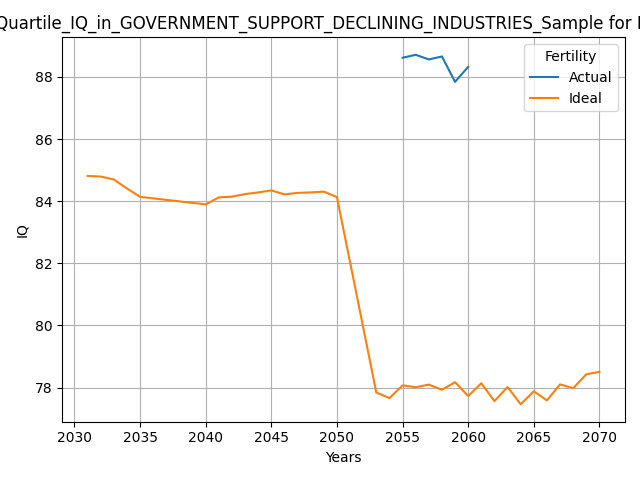 Quartile_IQ_in_GOVERNMENT_SUPPORT_DECLINING_INDUSTRIES_Sample for
Fertility
Actual
Ideal
88
86
84
82
80
78
IQ
2030 2035 2040 2045 2050 2055 2060 2065 2070
Years